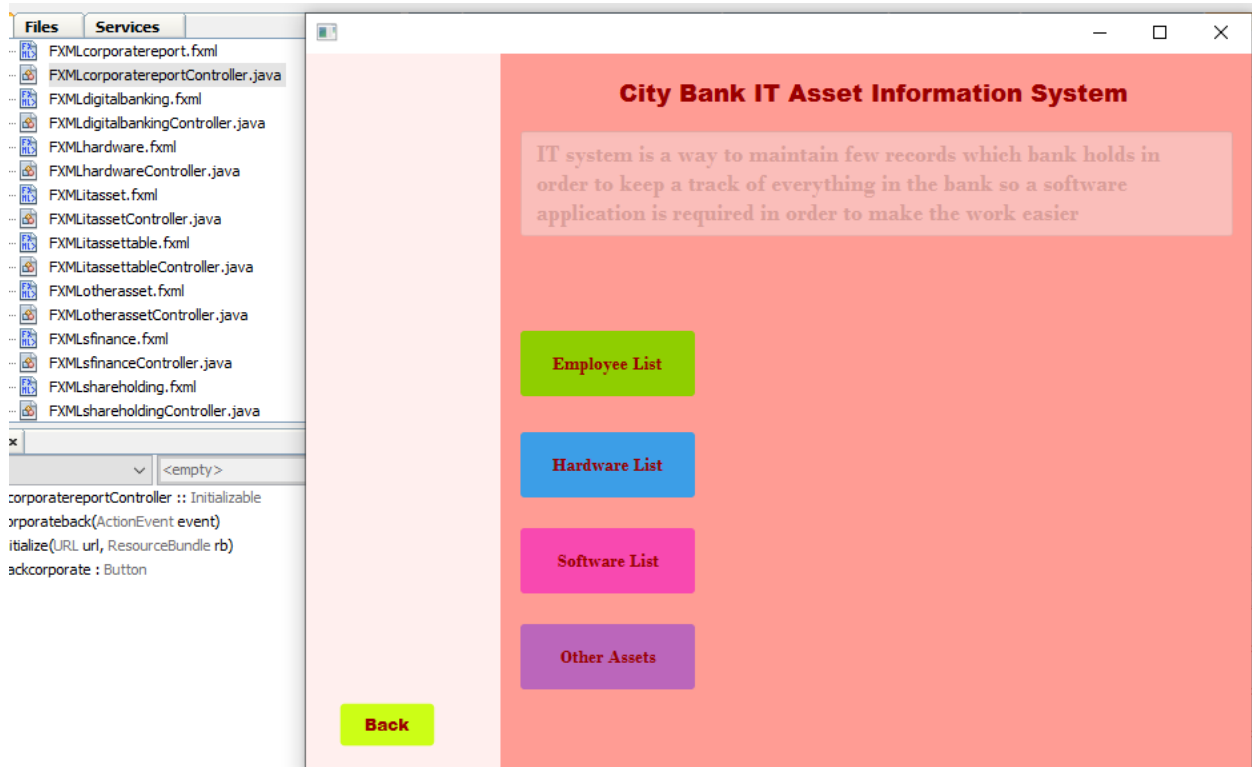 Files Services
FXMLcorporatereport.fxml
FXMLcorporatereportController.java
FXMLdigitalbanking.fxml
FXMLdigitalbankingController.java
FXMLhardware.fxml
FXMLhardwareController.java
FXMLitasset.fxml
FXMLitassetController.java
FXMLitassettable.fxml
FXMLitassettableController.java
FXMLotherasset.fxml
FXMLotherassetController.java
FXMLsfinance.fxml
FXMLsfinanceController.java
FXMLshareholding.fxml
FXMLshareholdingController.java
<empty>
corporatereportController :: Initializable
orporateback(ActionEvent event)
itialize(URL url, ResourceBundle rb)
ackcorporate : Button
City Bank IT Asset Information System
IT system is a way to maintain few records which bank holds in
order to keep a track of everything in the bank so a software
application is required in order to make the work easier
Employee List
Hardware List
Software List
Other Assets
Back